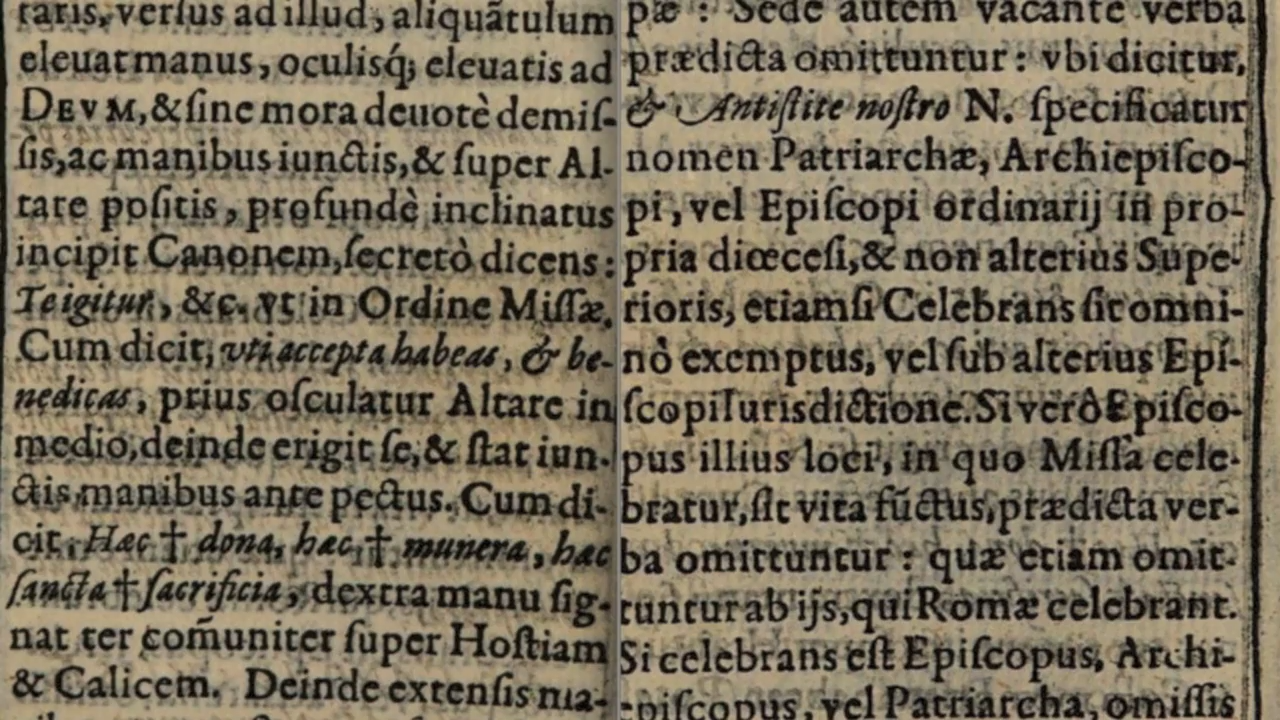 taris, versus ad illud, aliquãtulum
eleuat manus, oculisq́; eleuatis ad
DEVM, & ſine mora deuotè demiſ-
ſis, ac manibus iunctis, & ſuper Al-
tare poſitis, profundè inclinatus
incipit Canonem, ſecretò dicens:
Te igitur, &c. vt in Ordine Miſſæ.
Cum dicit, vti accepta habeas, & be-
nedicas, prius oſculatur Altare in
medio, deinde erigit ſe, & ſtat iun-
ctis manibus ante pectus. Cum di-
cit, Hæc † dona, hæc † munera, hæc
ſancta † ſacrificia, dextra manu ſig-
nat ter com̃uniter ſuper Hoſtiam
& Calicem. Deinde extenſis ma-
pæ: Sede autem vacante verba
prædicta omittuntur: vbi dicitur,
& Antiſtite noſtro N. ſpecificatur
nomen Patriarchæ, Archiepiſco-
pi, vel Epiſcopi ordinarij in pro-
pria diœceſi, & non alterius Supe-
rioris, etiamſi Celebrans ſit omni-
nò exemptus, vel ſub alterius Epi-
ſcopi Iurisdictione. Si verò Epiſco-
pus illius loci, in quo Miſſa cele-
bratur, ſit vita fũctus, prædicta ver-
ba omittuntur: quæ etiam omit-
tuntur ab ijs, qui Romæ celebrant.
Si celebrans eſt Epiſcopus, Archi-
epiſcopus, vel Patriarcha, omiſſis